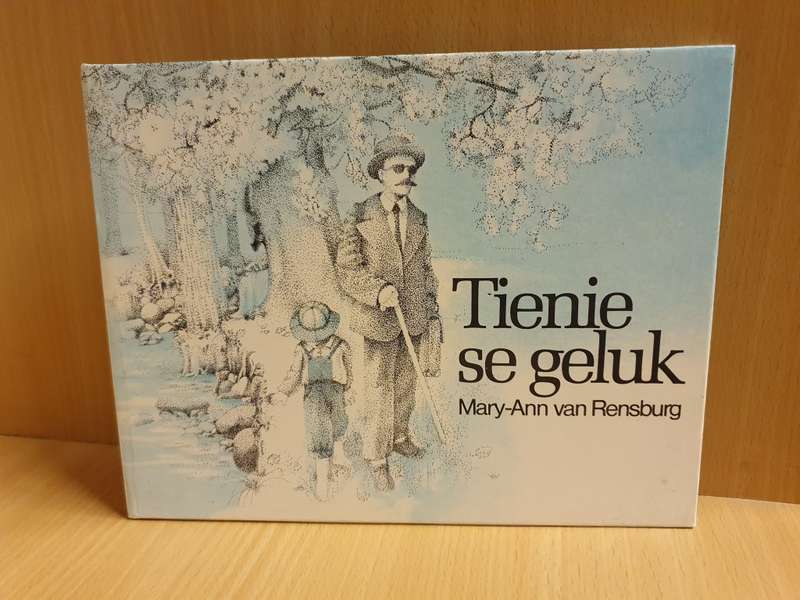 Tienie
se geluk
Mary-Ann van Rensburg